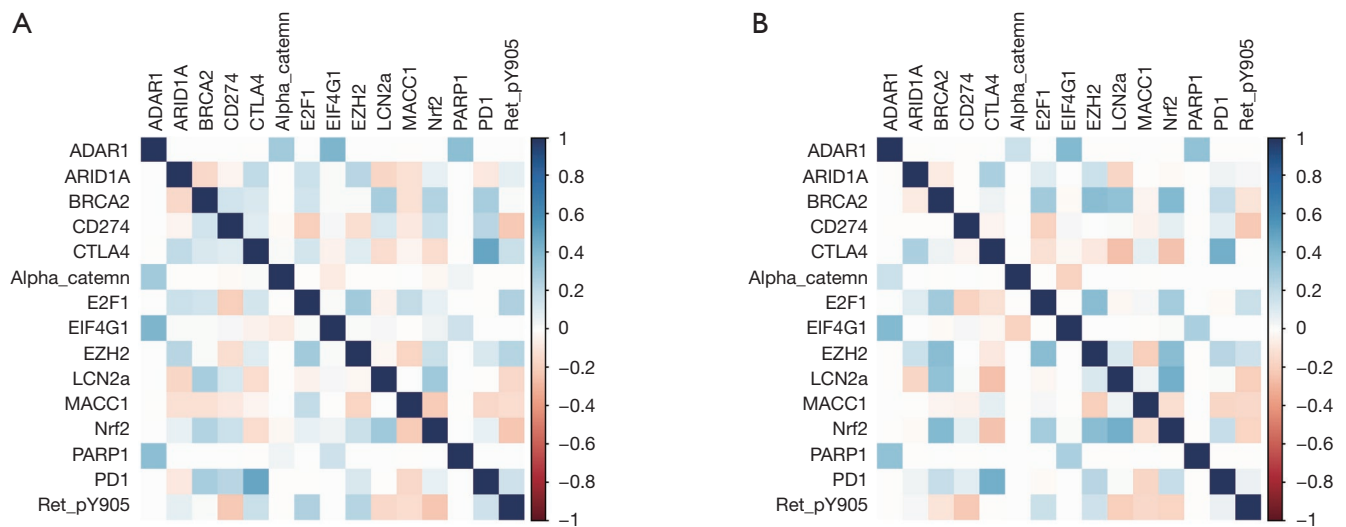 A
ADAR1
ARID1A
BRCA2
CD274
CTLA4
Alpha_catemn
E2F1
EIF4G1
EZH2
LCN2a
MACC1
Nrf2
PARP1
PD1
Ret_pY905
ADAR1
ARID1A
BRCA2
CD274
CTLA4
Alpha_catemn
E2F1
EIF4G1
EZH2
LCN2a
MACC1
Nrf2
PARP1
PD1
Ret_pY905
1
0.8
0.6
0.4
0.2
0
−0.2
−0.4
−0.6
−0.8
−1
B
ADAR1
ARID1A
BRCA2
CD274
CTLA4
Alpha_catemn
E2F1
EIF4G1
EZH2
LCN2a
MACC1
Nrf2
PARP1
PD1
Ret_pY905
ADAR1
ARID1A
BRCA2
CD274
CTLA4
Alpha_catemn
E2F1
EIF4G1
EZH2
LCN2a
MACC1
Nrf2
PARP1
PD1
Ret_pY905
1
0.8
0.6
0.4
0.2
0
−0.2
−0.4
−0.6
−0.8
−1